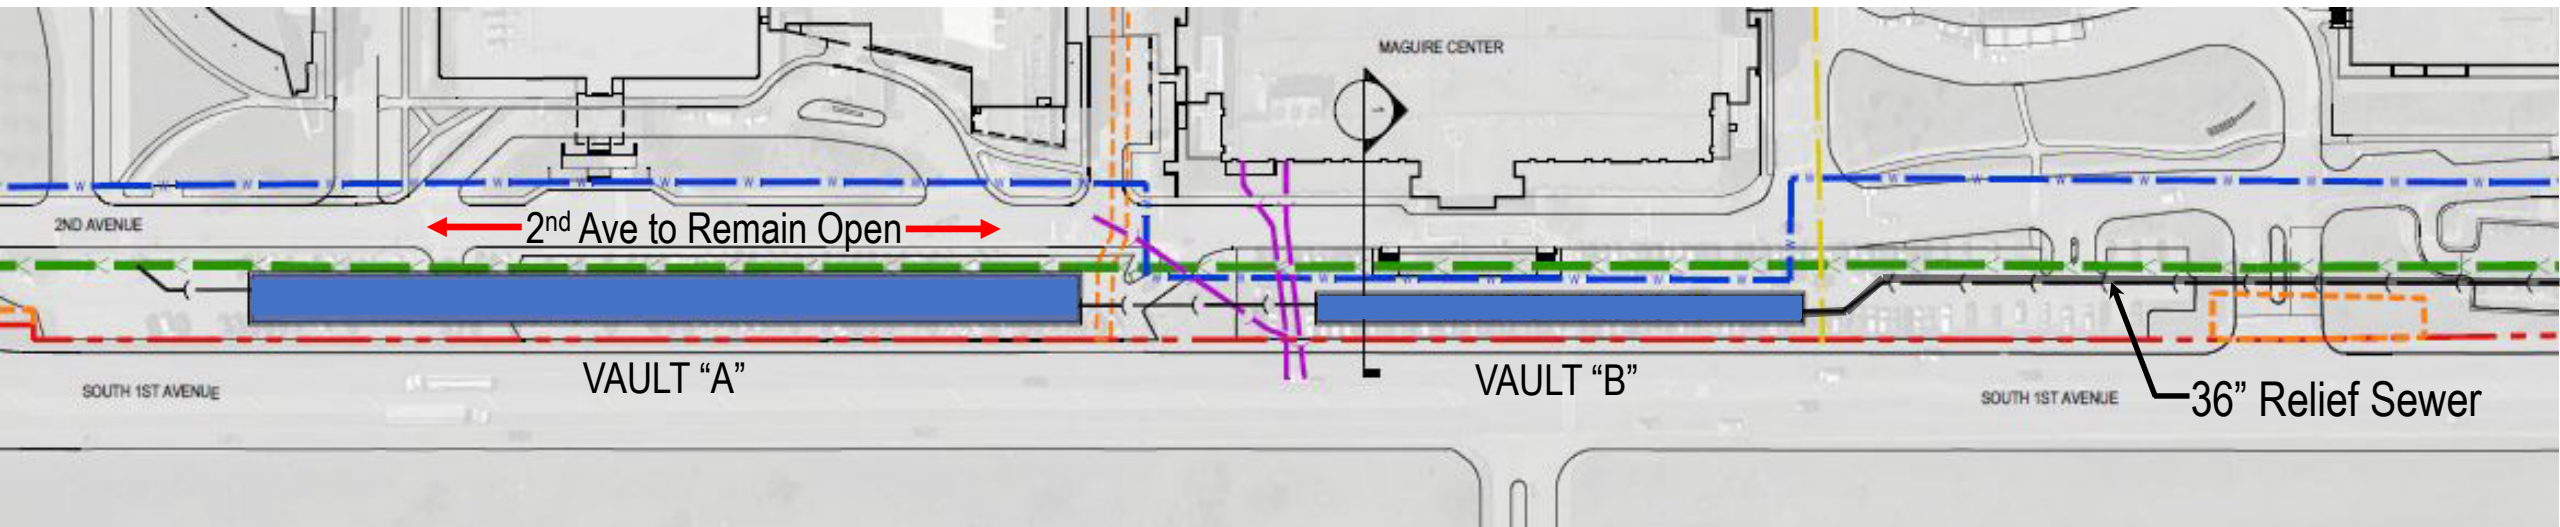 MAGUIRE CENTER
1
2ND AVENUE
2nd Ave to Remain Open
VAULT “A”
VAULT “B”
SOUTH 1ST AVENUE
SOUTH 1ST AVENUE
36” Relief Sewer